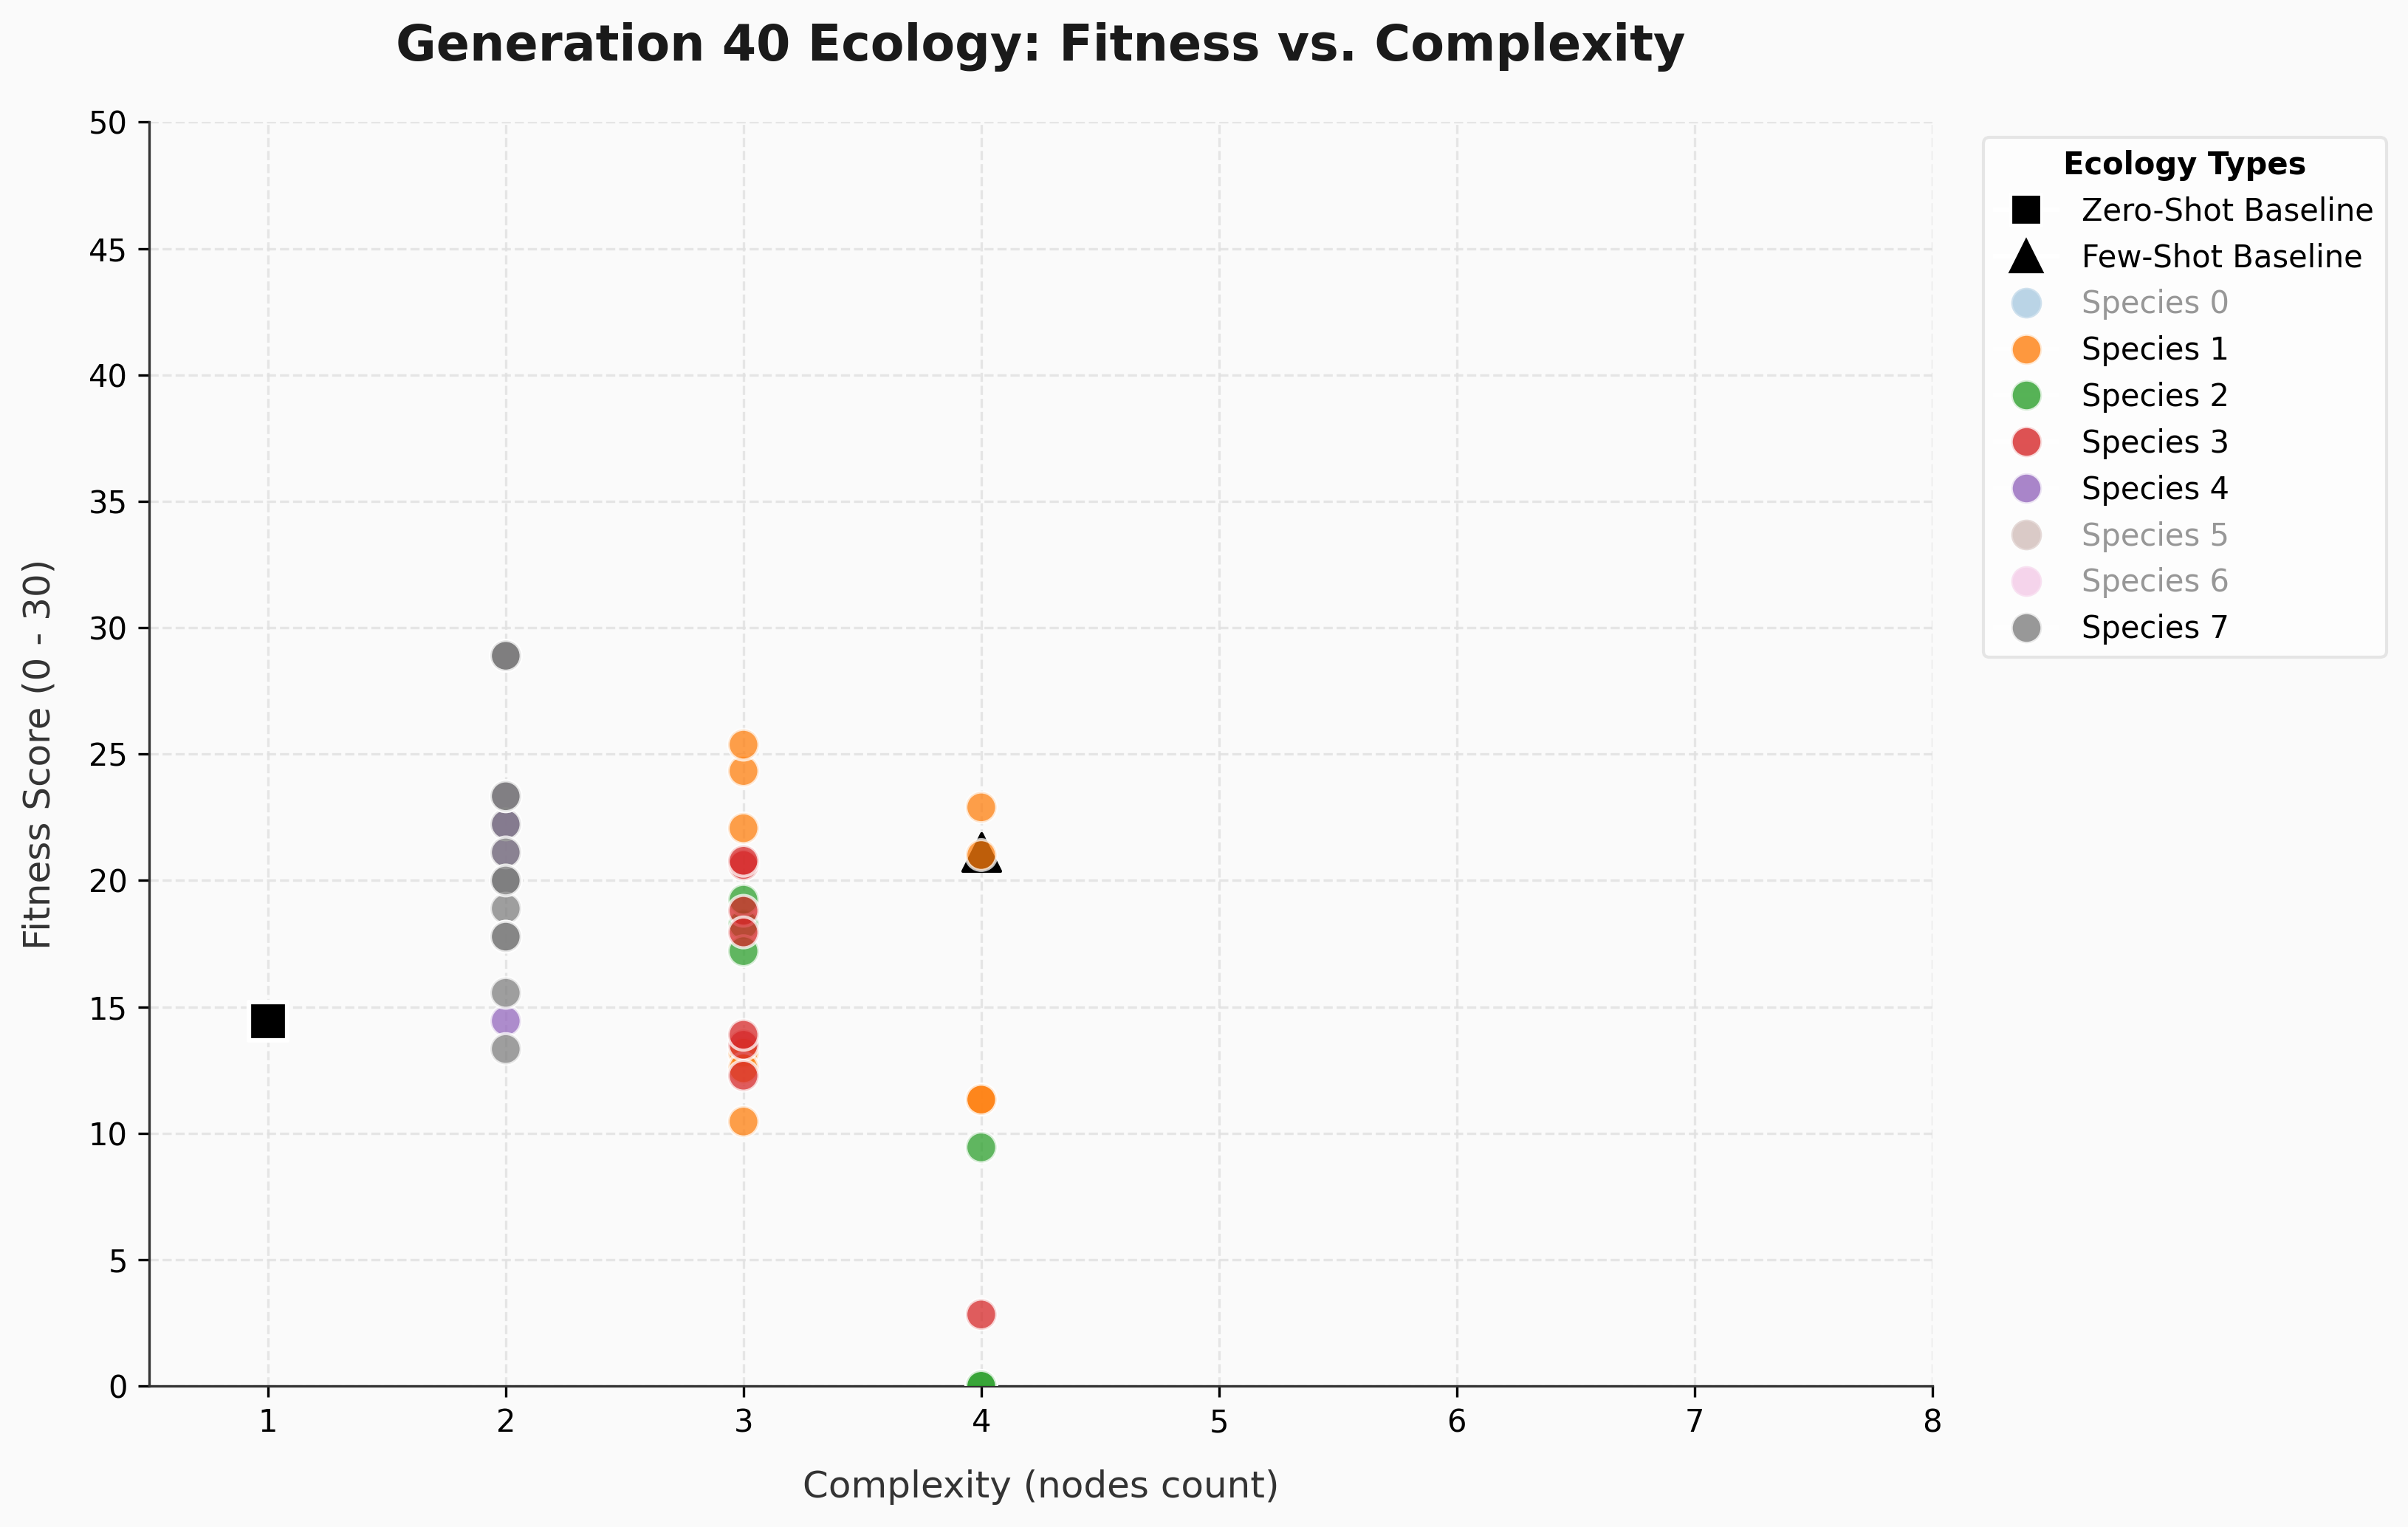 Generation 40 Ecology: Fitness vs. Complexity
50
45
40
35
30
25
20
15
10
5
0
Fitness Score (0 - 30)
1 2 3 4 5 6 7 8
Complexity (nodes count)
Ecology Types
Zero-Shot Baseline
Few-Shot Baseline
Species 0
Species 1
Species 2
Species 3
Species 4
Species 5
Species 6
Species 7